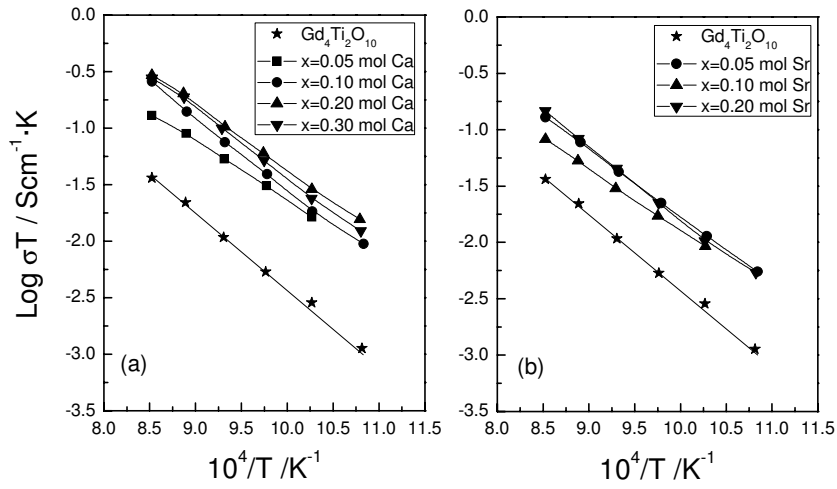 Log σT / Scm⁻¹·K
0.0
-0.5
-1.0
-1.5
-2.0
-2.5
-3.0
-3.5
Gd₄Ti₂O₁₀
x=0.05 mol Ca
x=0.10 mol Ca
x=0.20 mol Ca
x=0.30 mol Ca
(a)
8.0 8.5 9.0 9.5 10.0 10.5 11.0 11.5
10⁴/T /K⁻¹
0.0
-0.5
-1.0
-1.5
-2.0
-2.5
-3.0
-3.5
Gd₄Ti₂O₁₀
x=0.05 mol Sr
x=0.10 mol Sr
x=0.20 mol Sr
(b)
8.0 8.5 9.0 9.5 10.0 10.5 11.0 11.5
10⁴/T /K⁻¹